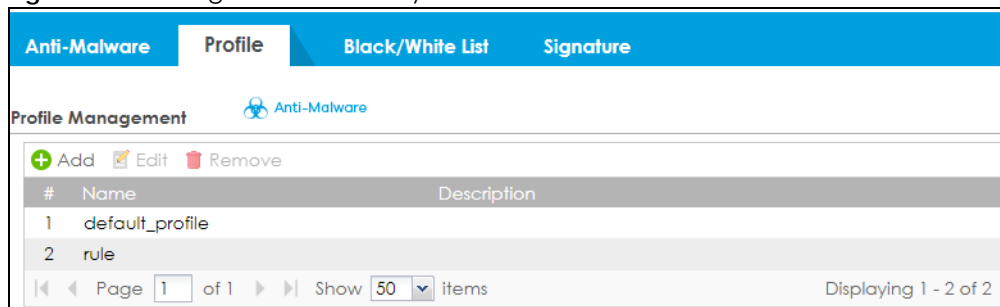 Anti-Malware Profile Black/White List Signature
Profile Management Anti-Malware
Add Edit Remove
# Name Description
1 default_profile
2 rule
Page 1 of 1 Show 50 items Displaying 1 - 2 of 2